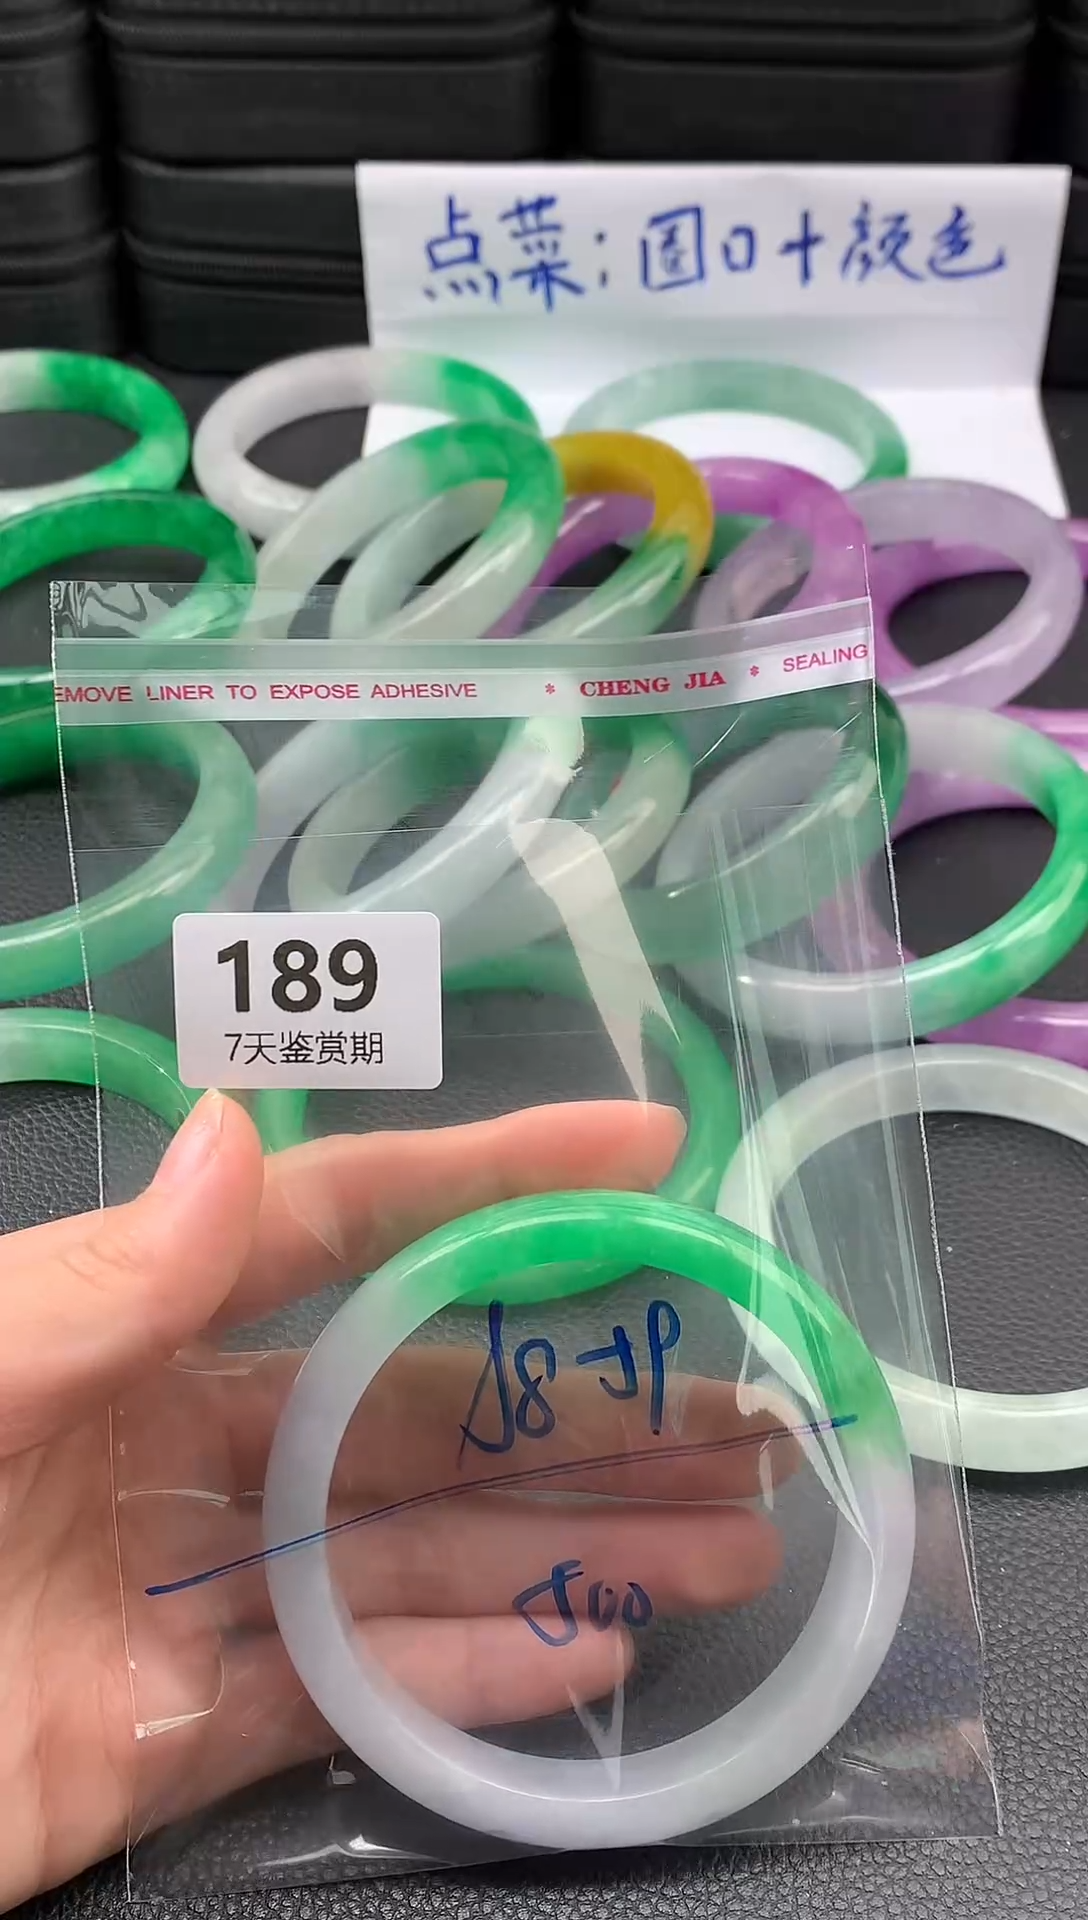 点菜：圈口+颜色
EMOVE LINER TO EXPOSE ADHESIVE * CHENG JIA * SEALING
189
7天鉴赏期